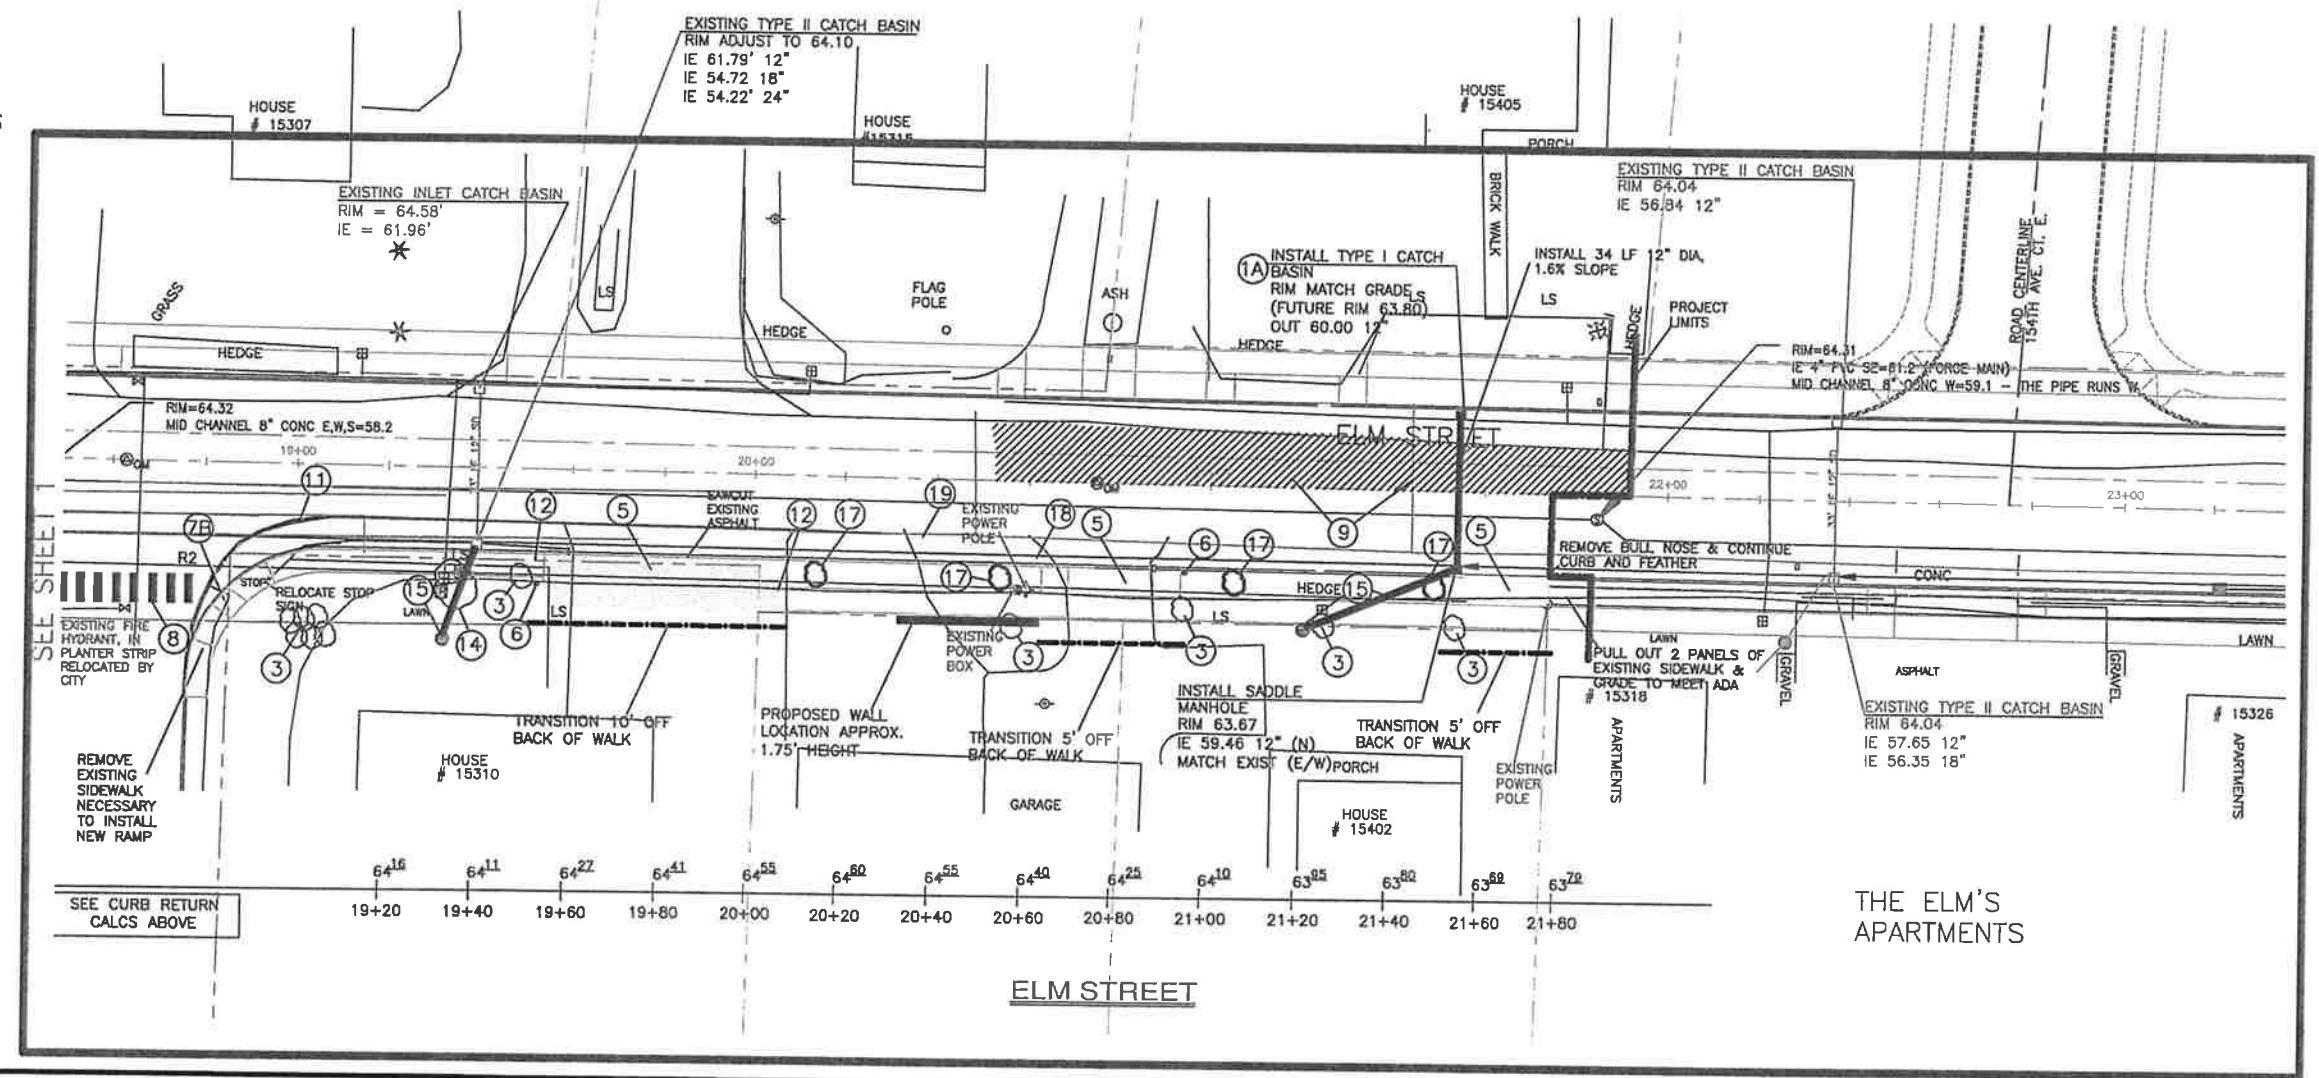 EXISTING TYPE II CATCH BASIN
RIM ADJUST TO 64.10
IE 61.79' 12"
IE 54.72 18"
IE 54.22' 24"
HOUSE
# 15307
HOUSE
HOUSE
# 15405
PORCH
EXISTING INLET CATCH BASIN
RIM = 64.58'
IE = 61.96'
EXISTING TYPE II CATCH BASIN
RIM 64.04
IE 56.84 12"
BRICK WALK
GRASS
LS
FLAG
POLE
ASH
1A
INSTALL TYPE I CATCH
BASIN
RIM MATCH GRADE
(FUTURE RIM 63.80)
OUT 60.00 12"
LS
INSTALL 34 LF 12" DIA,
1.6% SLOPE
LS
PROJECT
LIMITS
HEDGE
ROAD CENTERLINE
154TH AVE. CT. E.
HEDGE
HEDGE
HEDGE
RIM=64.31
IE 4" PVC SE=61.2 (FORCE MAIN)
MID CHANNEL 8" CONC W=59.1 - THE PIPE RUNS
RIM=64.32
MID CHANNEL 8" CONC E,W,S=58.2
ELM STREET
19+00
20+00
22+00
23+00
SEE SHEET 1
11
7B
R2
12
5
SAWCUT
EXISTING
ASPHALT
12
17
19
EXISTING
POWER
POLE
18
5
9
6
17
17
5
REMOVE BULL NOSE & CONTINUE
CURB AND FEATHER
CONC
STOP
RELOCATE STOP
SIGN
15
LAWN
14
3
6
LS
17
HEDGE
15
LS
EXISTING FIRE
HYDRANT, IN
PLANTER STRIP
RELOCATED BY
CITY
8
3
EXISTING
POWER
BOX
3
3
3
3
LAWN
PULL OUT 2 PANELS OF
EXISTING SIDEWALK &
GRADE TO MEET ADA
# 15318
APARTMENTS
GRAVEL
ASPHALT
GRAVEL
LAWN
REMOVE
EXISTING
SIDEWALK
NECESSARY
TO INSTALL
NEW RAMP
TRANSITION 10' OFF
BACK OF WALK
HOUSE
# 15310
PROPOSED WALL
LOCATION APPROX.
1.75' HEIGHT
TRANSITION 5' OFF
BACK OF WALK
GARAGE
INSTALL SADDLE
MANHOLE
RIM 63.67
IE 59.46 12" (N)
MATCH EXIST (E/W)
PORCH
TRANSITION 5' OFF
BACK OF WALK
HOUSE
# 15402
EXISTING
POWER
POLE
EXISTING TYPE II CATCH BASIN
RIM 64.04
IE 57.65 12"
IE 56.35 18"
# 15326
APARTMENTS
SEE CURB RETURN
CALCS ABOVE
64 16 64 11 64 27 64 41 64 55 64 60 64 55 64 40 64 25 64 10 63 95 63 80 63 69 63 70
19+20 19+40 19+60 19+80 20+00 20+20 20+40 20+60 20+80 21+00 21+20 21+40 21+60 21+80
THE ELM'S
APARTMENTS
ELM STREET